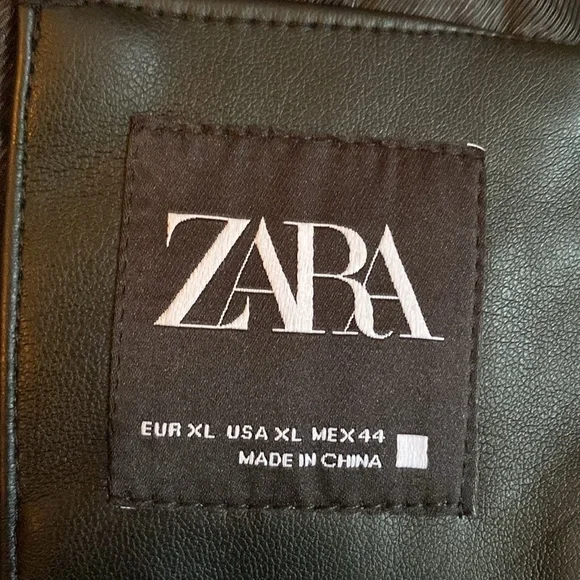 ZARA
EUR XL USA XL MEX 44
MADE IN CHINA